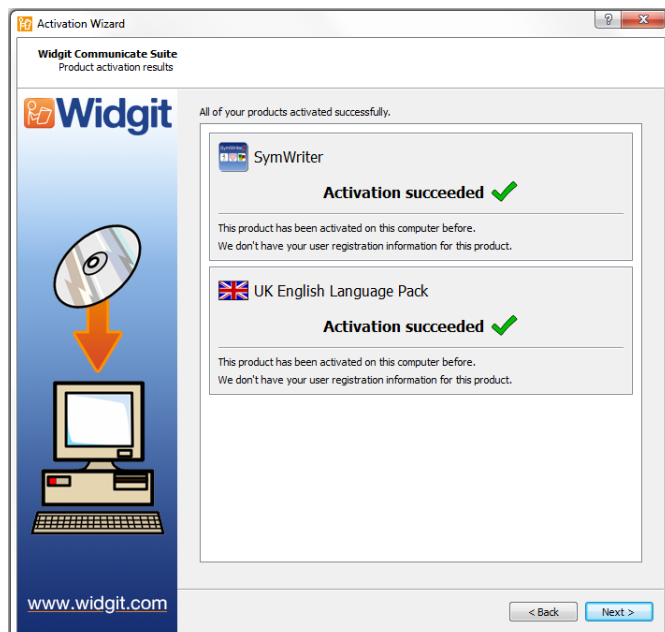 Activation Wizard
Widgit Communicate Suite
Product activation results
Widgit
All of your products activated successfully.
SymWriter
Activation succeeded
This product has been activated on this computer before.
We don't have your user registration information for this product.
UK English Language Pack
Activation succeeded
This product has been activated on this computer before.
We don't have your user registration information for this product.
www.widgit.com
< Back
Next >